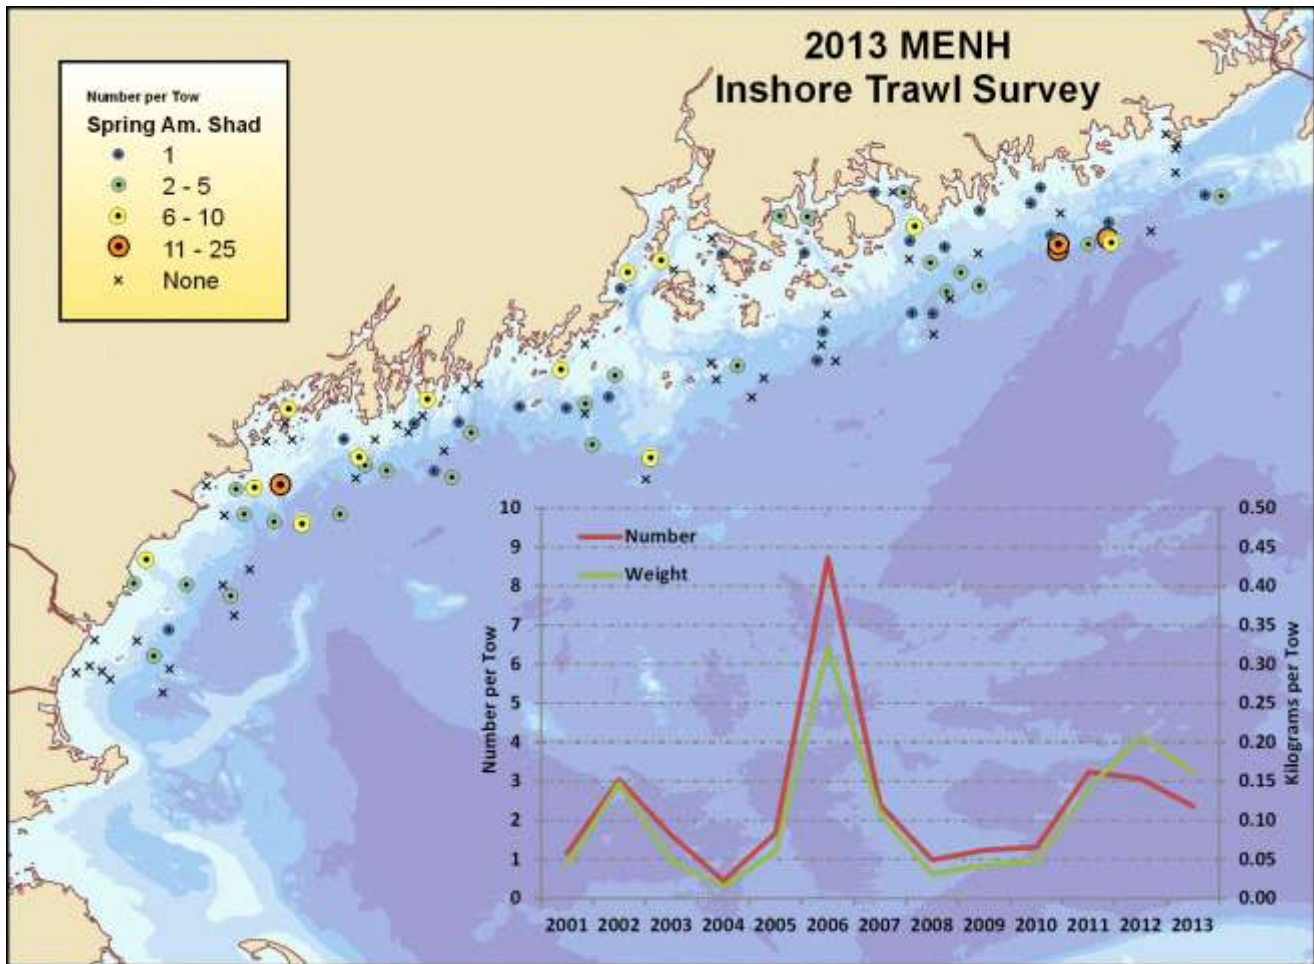 2013 MENH
Inshore Trawl Survey
Number per Tow
Spring Am. Shad
1
2 - 5
6 - 10
11 - 25
None
Number
Weight
Number per Tow
10
9
8
7
6
5
4
3
2
1
0
0.50
0.45
0.40
0.35
0.30
0.25
0.20
0.15
0.10
0.05
0.00
Kilograms per Tow
2001 2002 2003 2004 2005 2006 2007 2008 2009 2010 2011 2012 2013